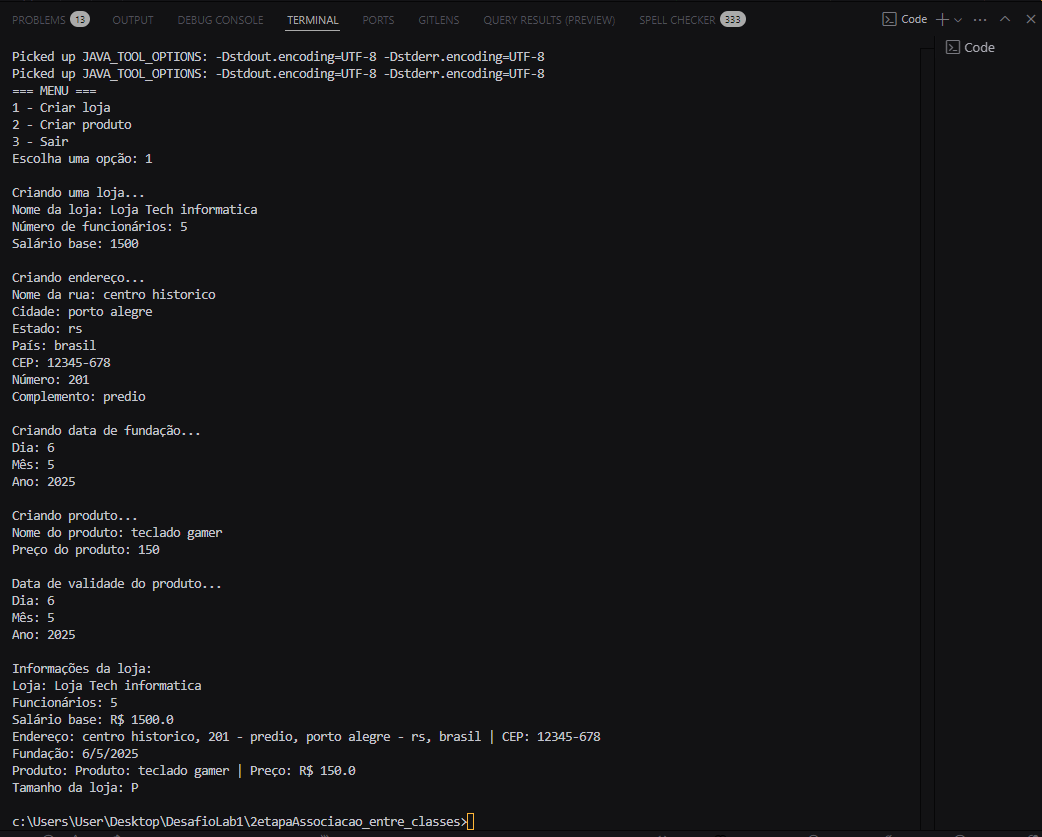 PROBLEMS 13 OUTPUT DEBUG CONSOLE TERMINAL PORTS GITLENS QUERY RESULTS (PREVIEW) SPELL CHECKER 333 Code
Code
Picked up JAVA_TOOL_OPTIONS: -Dstdout.encoding=UTF-8 -Dstderr.encoding=UTF-8
Picked up JAVA_TOOL_OPTIONS: -Dstdout.encoding=UTF-8 -Dstderr.encoding=UTF-8
=== MENU ===
1 - Criar loja
2 - Criar produto
3 - Sair
Escolha uma opção: 1

Criando uma loja...
Nome da loja: Loja Tech informatica
Número de funcionários: 5
Salário base: 1500

Criando endereço...
Nome da rua: centro historico
Cidade: porto alegre
Estado: rs
País: brasil
CEP: 12345-678
Número: 201
Complemento: predio

Criando data de fundação...
Dia: 6
Mês: 5
Ano: 2025

Criando produto...
Nome do produto: teclado gamer
Preço do produto: 150

Data de validade do produto...
Dia: 6
Mês: 5
Ano: 2025

Informações da loja:
Loja: Loja Tech informatica
Funcionários: 5
Salário base: R$ 1500.0
Endereço: centro historico, 201 - predio, porto alegre - rs, brasil | CEP: 12345-678
Fundação: 6/5/2025
Produto: Produto: teclado gamer | Preço: R$ 150.0
Tamanho da loja: P

c:\Users\User\Desktop\DesafioLab1\2etapaAssociacao_entre_classes>